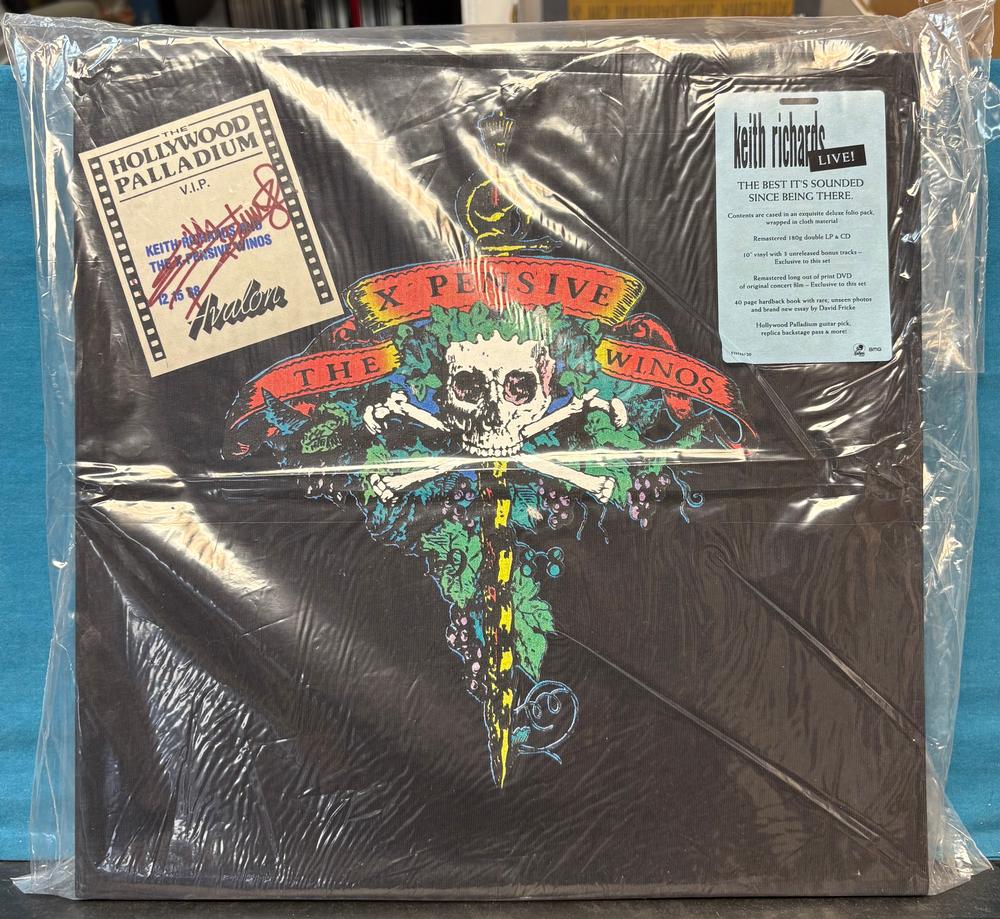 THE
HOLLYWOOD
PALLADIUM
V.I.P.
KEITH RICHARDS AND
THE X-PENSIVE WINOS
12 15 88
Avalon
X PENSIVE
THE WINOS
keith richards
LIVE!
THE BEST IT'S SOUNDED
SINCE BEING THERE.
Contents are cased in an exquisite deluxe folio pack,
wrapped in cloth material
Remastered 180g double LP & CD
10" vinyl with 3 unreleased bonus tracks –
Exclusive to this set
Remastered long out of print DVD
of original concert film – Exclusive to this set
40 page hardback book with rare, unseen photos
and brand new essay by David Fricke
Hollywood Palladium guitar pick,
replica backstage pass & more!
BMG